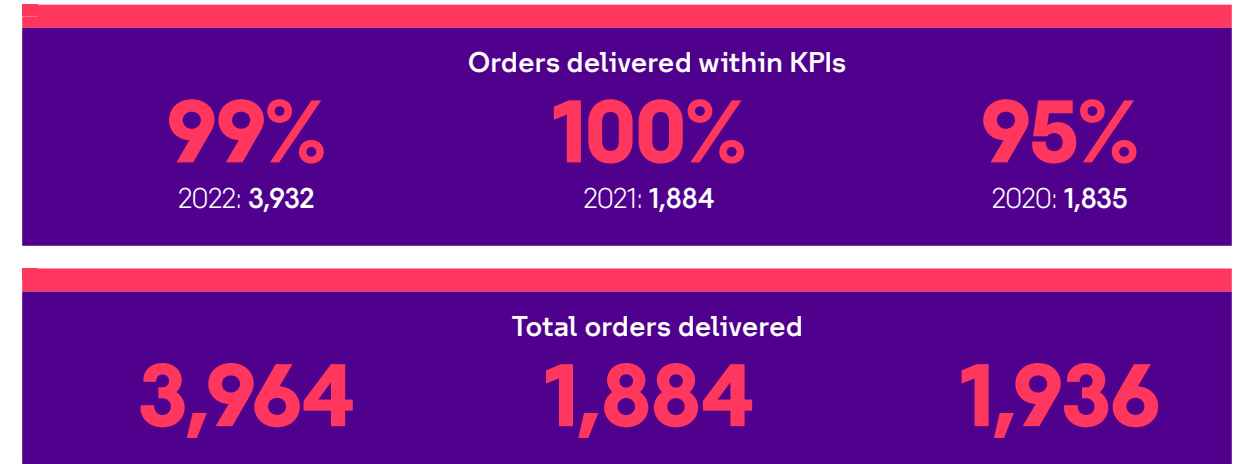 Orders delivered within KPIs
99% 100% 95%
2022: 3,932 2021: 1,884 2020: 1,835
Total orders delivered
3,964 1,884 1,936